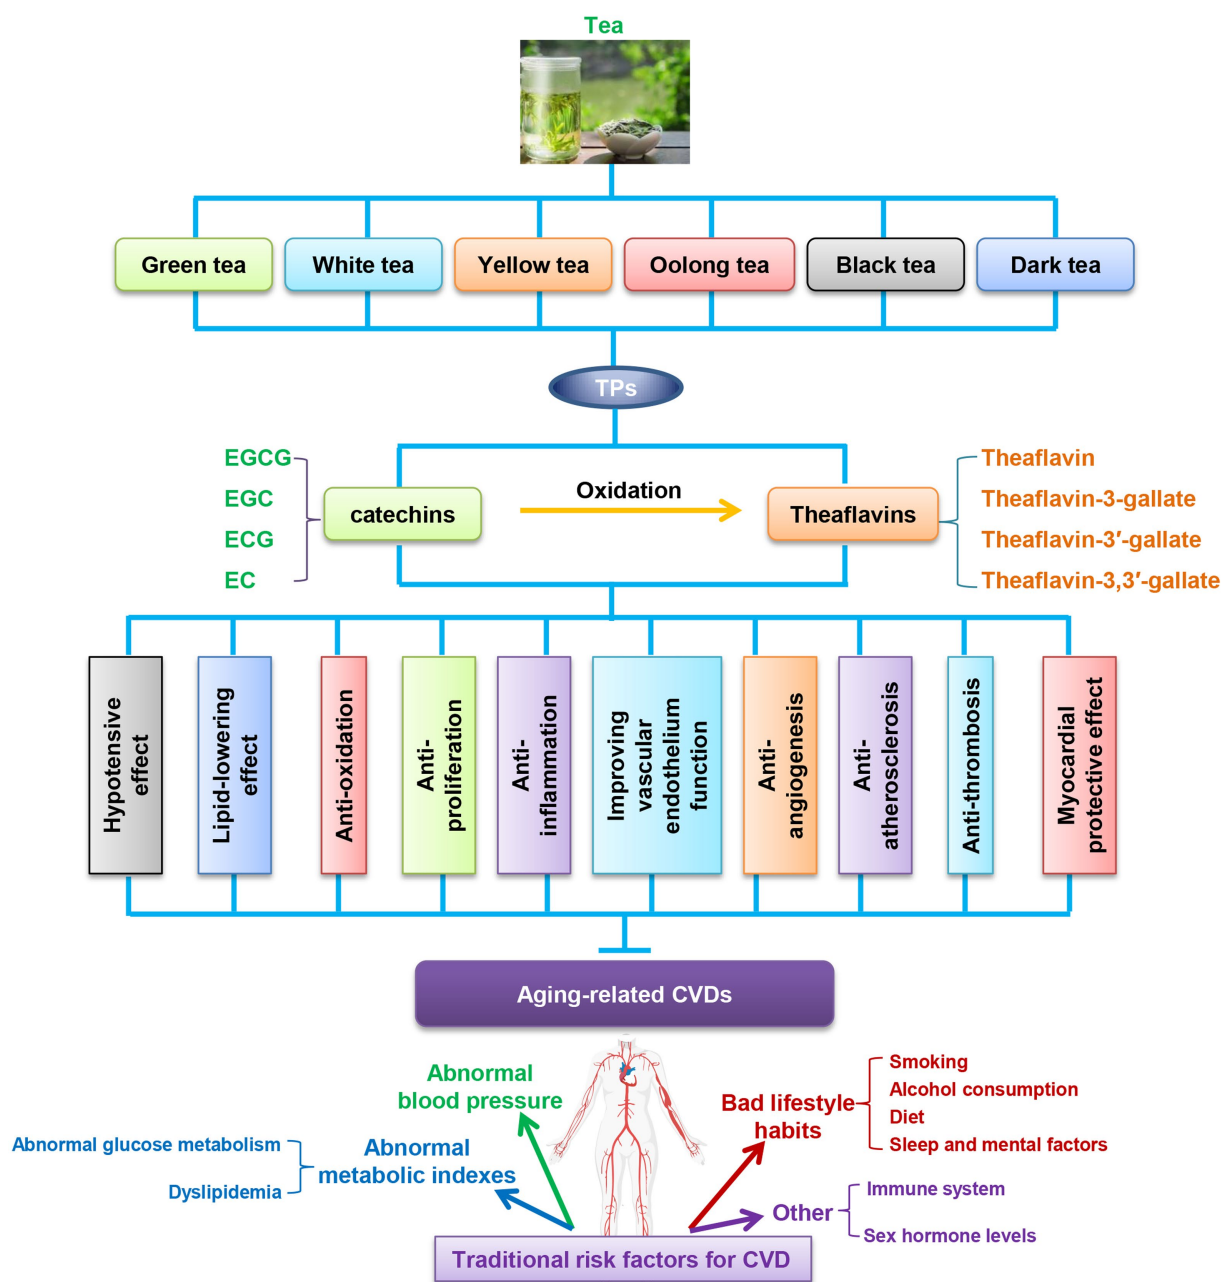 Tea
Green tea
White tea
Yellow tea
Oolong tea
Black tea
Dark tea
TPs
EGCG
EGC
ECG
EC
catechins
Oxidation
Theaflavins
Theaflavin
Theaflavin-3-gallate
Theaflavin-3′-gallate
Theaflavin-3,3′-gallate
Hypotensive
effect
Lipid-lowering
effect
Anti-oxidation
Anti-
proliferation
Anti-
inflammation
Improving
vascular
endothelium
function
Anti-
angiogenesis
Anti-
atherosclerosis
Anti-thrombosis
Myocardial
protective effect
Aging-related CVDs
Abnormal
blood pressure
Abnormal
metabolic indexes
Abnormal glucose metabolism
Dyslipidemia
Bad lifestyle
habits
Smoking
Alcohol consumption
Diet
Sleep and mental factors
Other
Immune system
Sex hormone levels
Traditional risk factors for CVD